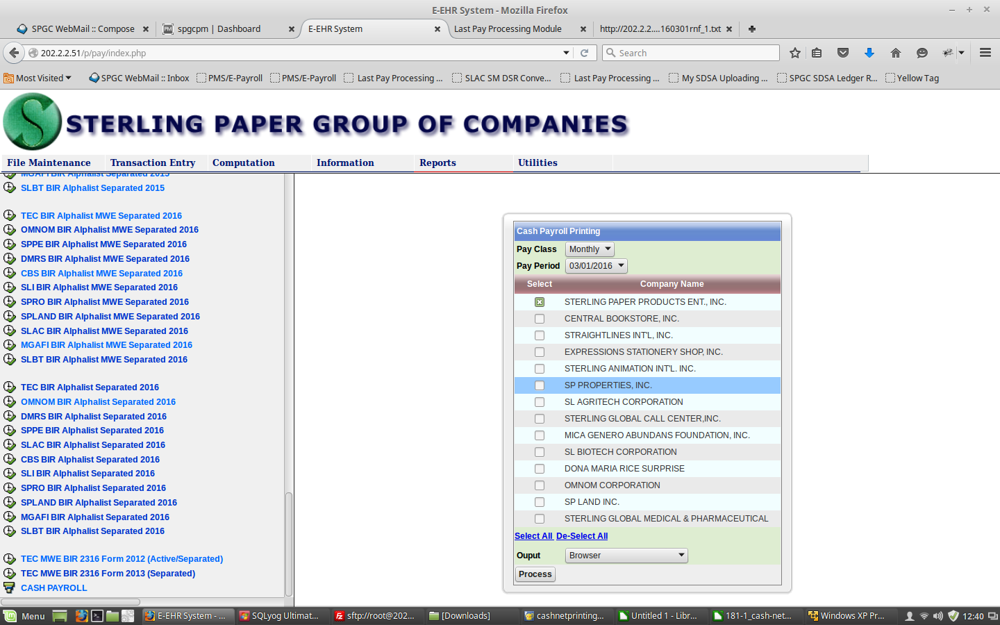 E-EHR System - Mozilla Firefox
SPGC WebMail :: Compose
spgcpm | Dashboard
E-EHR System
Last Pay Processing Module
http://202.2.2....160301rnf_1.txt
202.2.2.51/p/pay/index.php
Search
Most Visited
SPGC WebMail :: Inbox
PMS/E-Payroll
PMS/E-Payroll
Last Pay Processing ...
SLAC SM DSR Conve...
Last Pay Processing ...
My SDSA Uploading ...
SPGC SDSA Ledger R...
Yellow Tag
STERLING PAPER GROUP OF COMPANIES
File Maintenance
Transaction Entry
Computation
Information
Reports
Utilities
MGAFI BIR Alphalist Separated 2015
SLBT BIR Alphalist Separated 2015
TEC BIR Alphalist MWE Separated 2016
OMNOM BIR Alphalist MWE Separated 2016
SPPE BIR Alphalist MWE Separated 2016
DMRS BIR Alphalist MWE Separated 2016
CBS BIR Alphalist MWE Separated 2016
SLI BIR Alphalist MWE Separated 2016
SPRO BIR Alphalist MWE Separated 2016
SPLAND BIR Alphalist MWE Separated 2016
SLAC BIR Alphalist MWE Separated 2016
MGAFI BIR Alphalist MWE Separated 2016
SLBT BIR Alphalist MWE Separated 2016
TEC BIR Alphalist Separated 2016
OMNOM BIR Alphalist Separated 2016
DMRS BIR Alphalist Separated 2016
SPPE BIR Alphalist Separated 2016
SLAC BIR Alphalist Separated 2016
CBS BIR Alphalist Separated 2016
SLI BIR Alphalist Separated 2016
SPRO BIR Alphalist Separated 2016
SPLAND BIR Alphalist Separated 2016
MGAFI BIR Alphalist Separated 2016
SLBT BIR Alphalist Separated 2016
TEC MWE BIR 2316 Form 2012 (Active/Separated)
TEC MWE BIR 2316 Form 2013 (Separated)
CASH PAYROLL
Cash Payroll Printing
Pay Class Monthly
Pay Period 03/01/2016
Select Company Name
STERLING PAPER PRODUCTS ENT., INC.
CENTRAL BOOKSTORE, INC.
STRAIGHTLINES INT'L, INC.
EXPRESSIONS STATIONERY SHOP, INC.
STERLING ANIMATION INT'L. INC.
SP PROPERTIES, INC.
SL AGRITECH CORPORATION
STERLING GLOBAL CALL CENTER,INC.
MICA GENERO ABUNDANS FOUNDATION, INC.
SL BIOTECH CORPORATION
DONA MARIA RICE SURPRISE
OMNOM CORPORATION
SP LAND INC.
STERLING GLOBAL MEDICAL & PHARMACEUTICAL
Select All De-Select All
Ouput Browser
Process
Menu
E-EHR System - ...
SQLyog Ultimat...
sftp://root@202...
[Downloads]
cashnetprinting...
Untitled 1 - Libr...
181-1_cash-net...
Windows XP Pr...
12:40